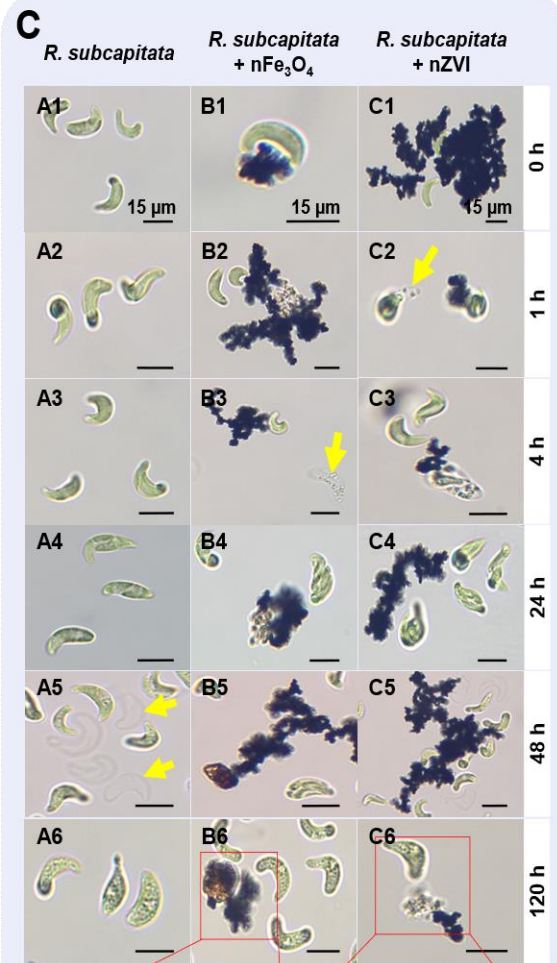 C
R. subcapitata
R. subcapitata
+ nFe₃O₄
R. subcapitata
+ nZVI
A1
B1
C1
15 µm
15 µm
15 µm
0 h
A2
B2
C2
1 h
A3
B3
C3
4 h
A4
B4
C4
24 h
A5
B5
C5
48 h
A6
B6
C6
120 h